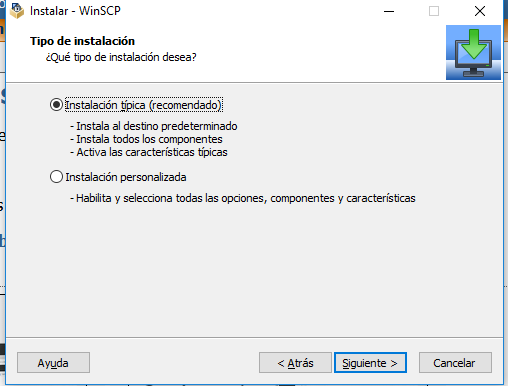 Instalar - WinSCP
Tipo de instalación
¿Qué tipo de instalación desea?
Instalación típica (recomendado)
- Instala al destino predeterminado
- Instala todos los componentes
- Activa las características típicas
Instalación personalizada
- Habilita y selecciona todas las opciones, componentes y características
Ayuda
< Atrás
Siguiente >
Cancelar